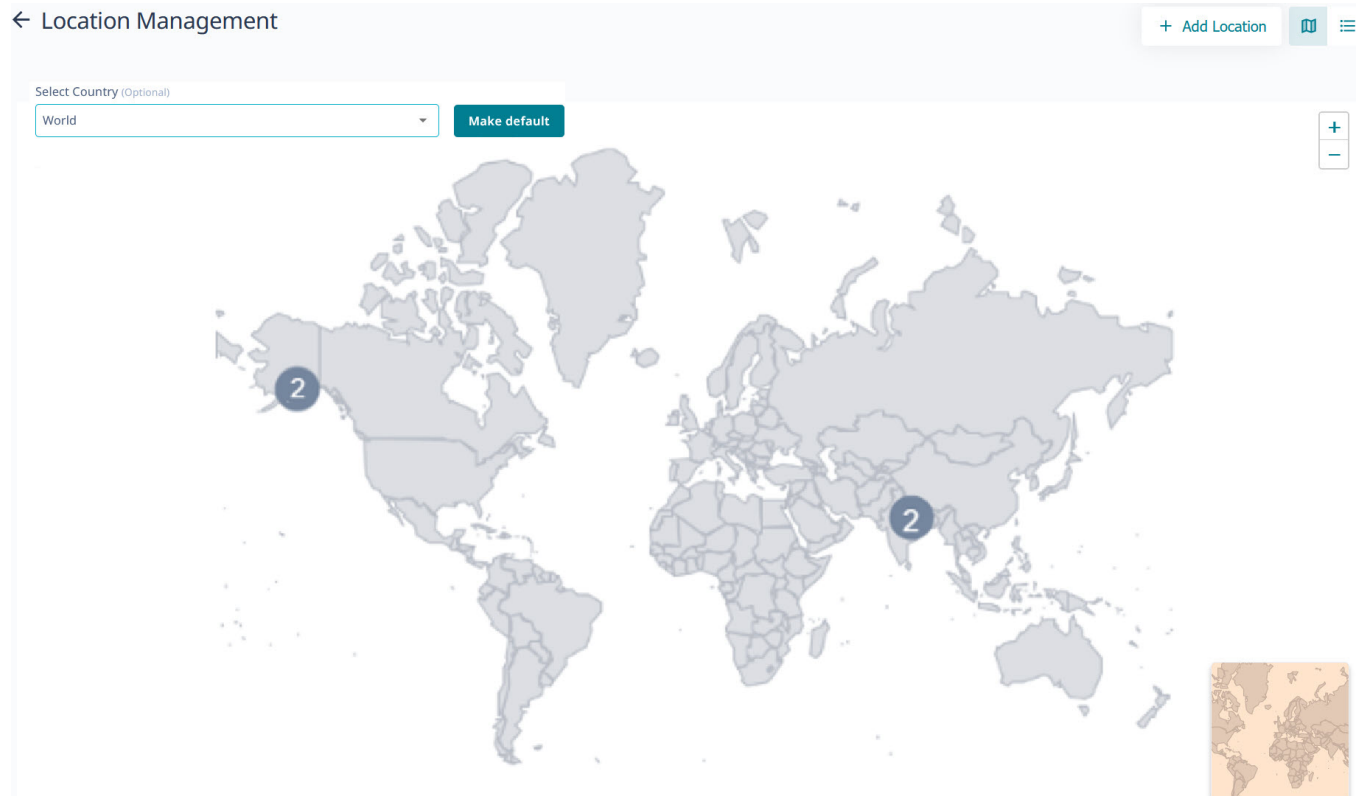 Location Management
+ Add Location
Select Country (Optional)
World
Make default
+
−
2
2